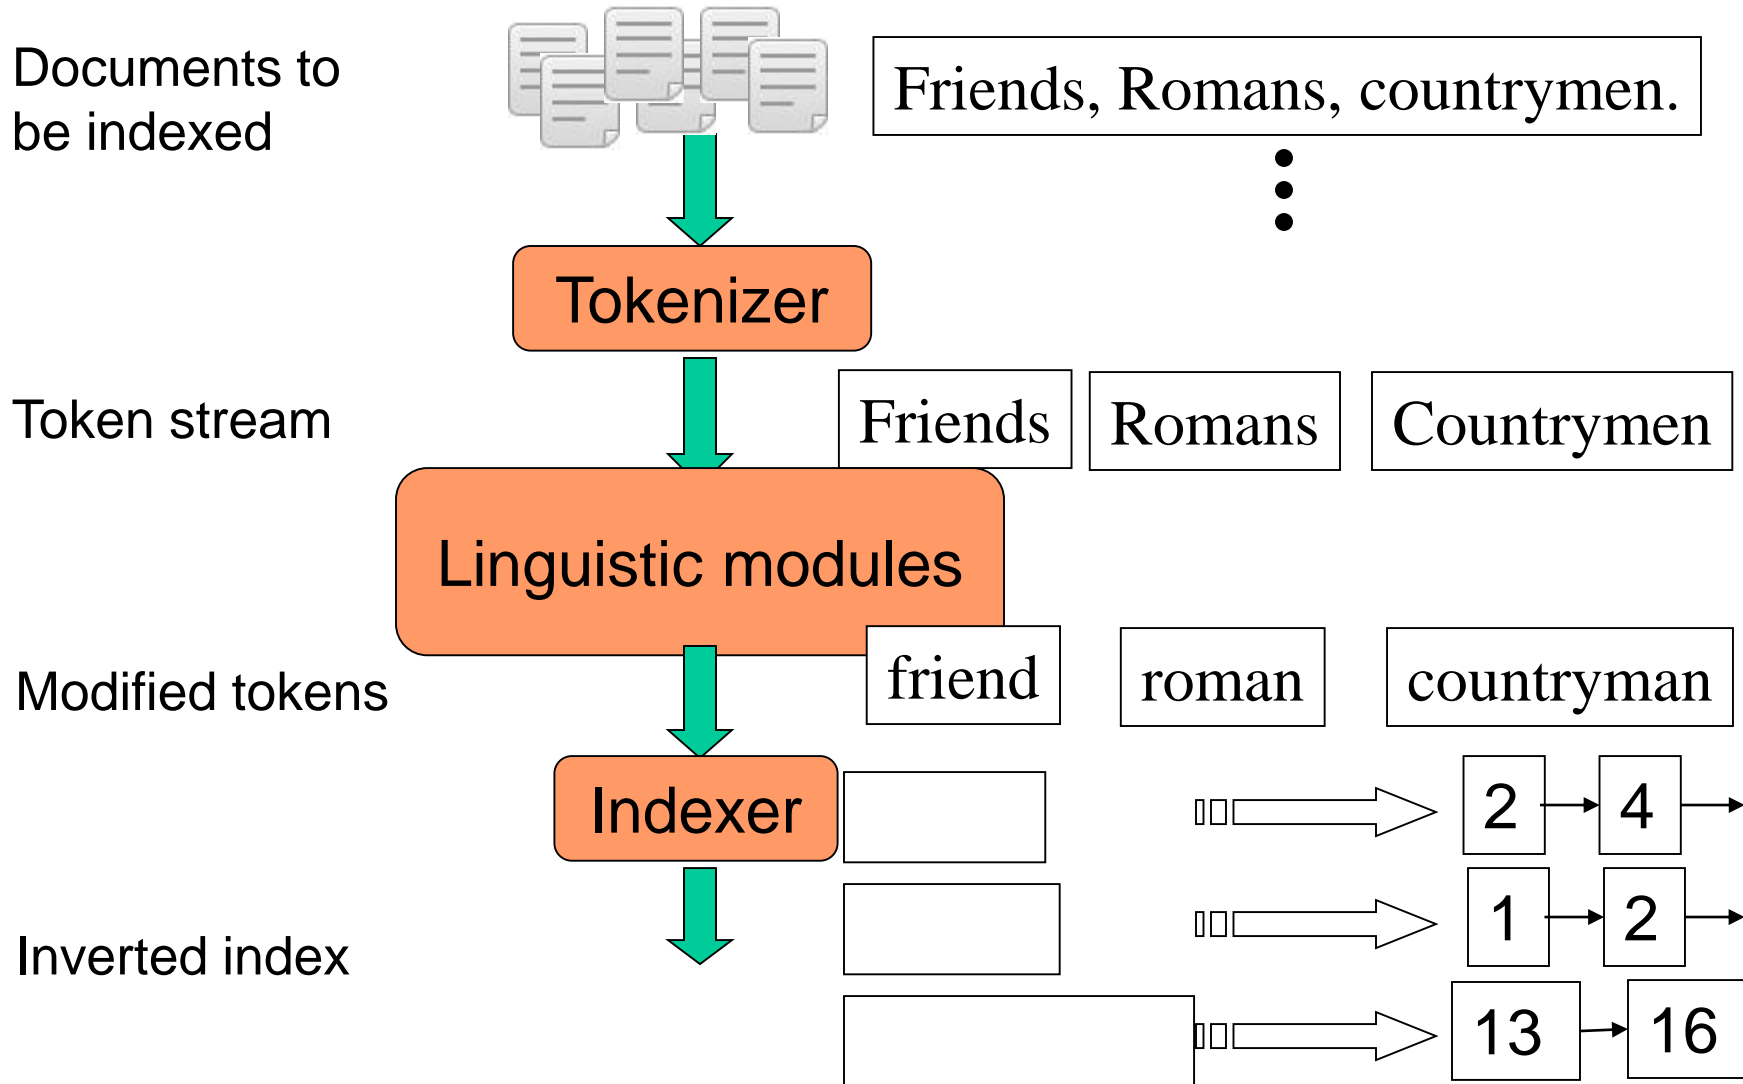 Documents to
be indexed
Friends, Romans, countrymen.
Tokenizer
Token stream
Friends Romans Countrymen
Linguistic modules
Modified tokens
friend roman countryman
Indexer
2 4
1 2
Inverted index
13 16